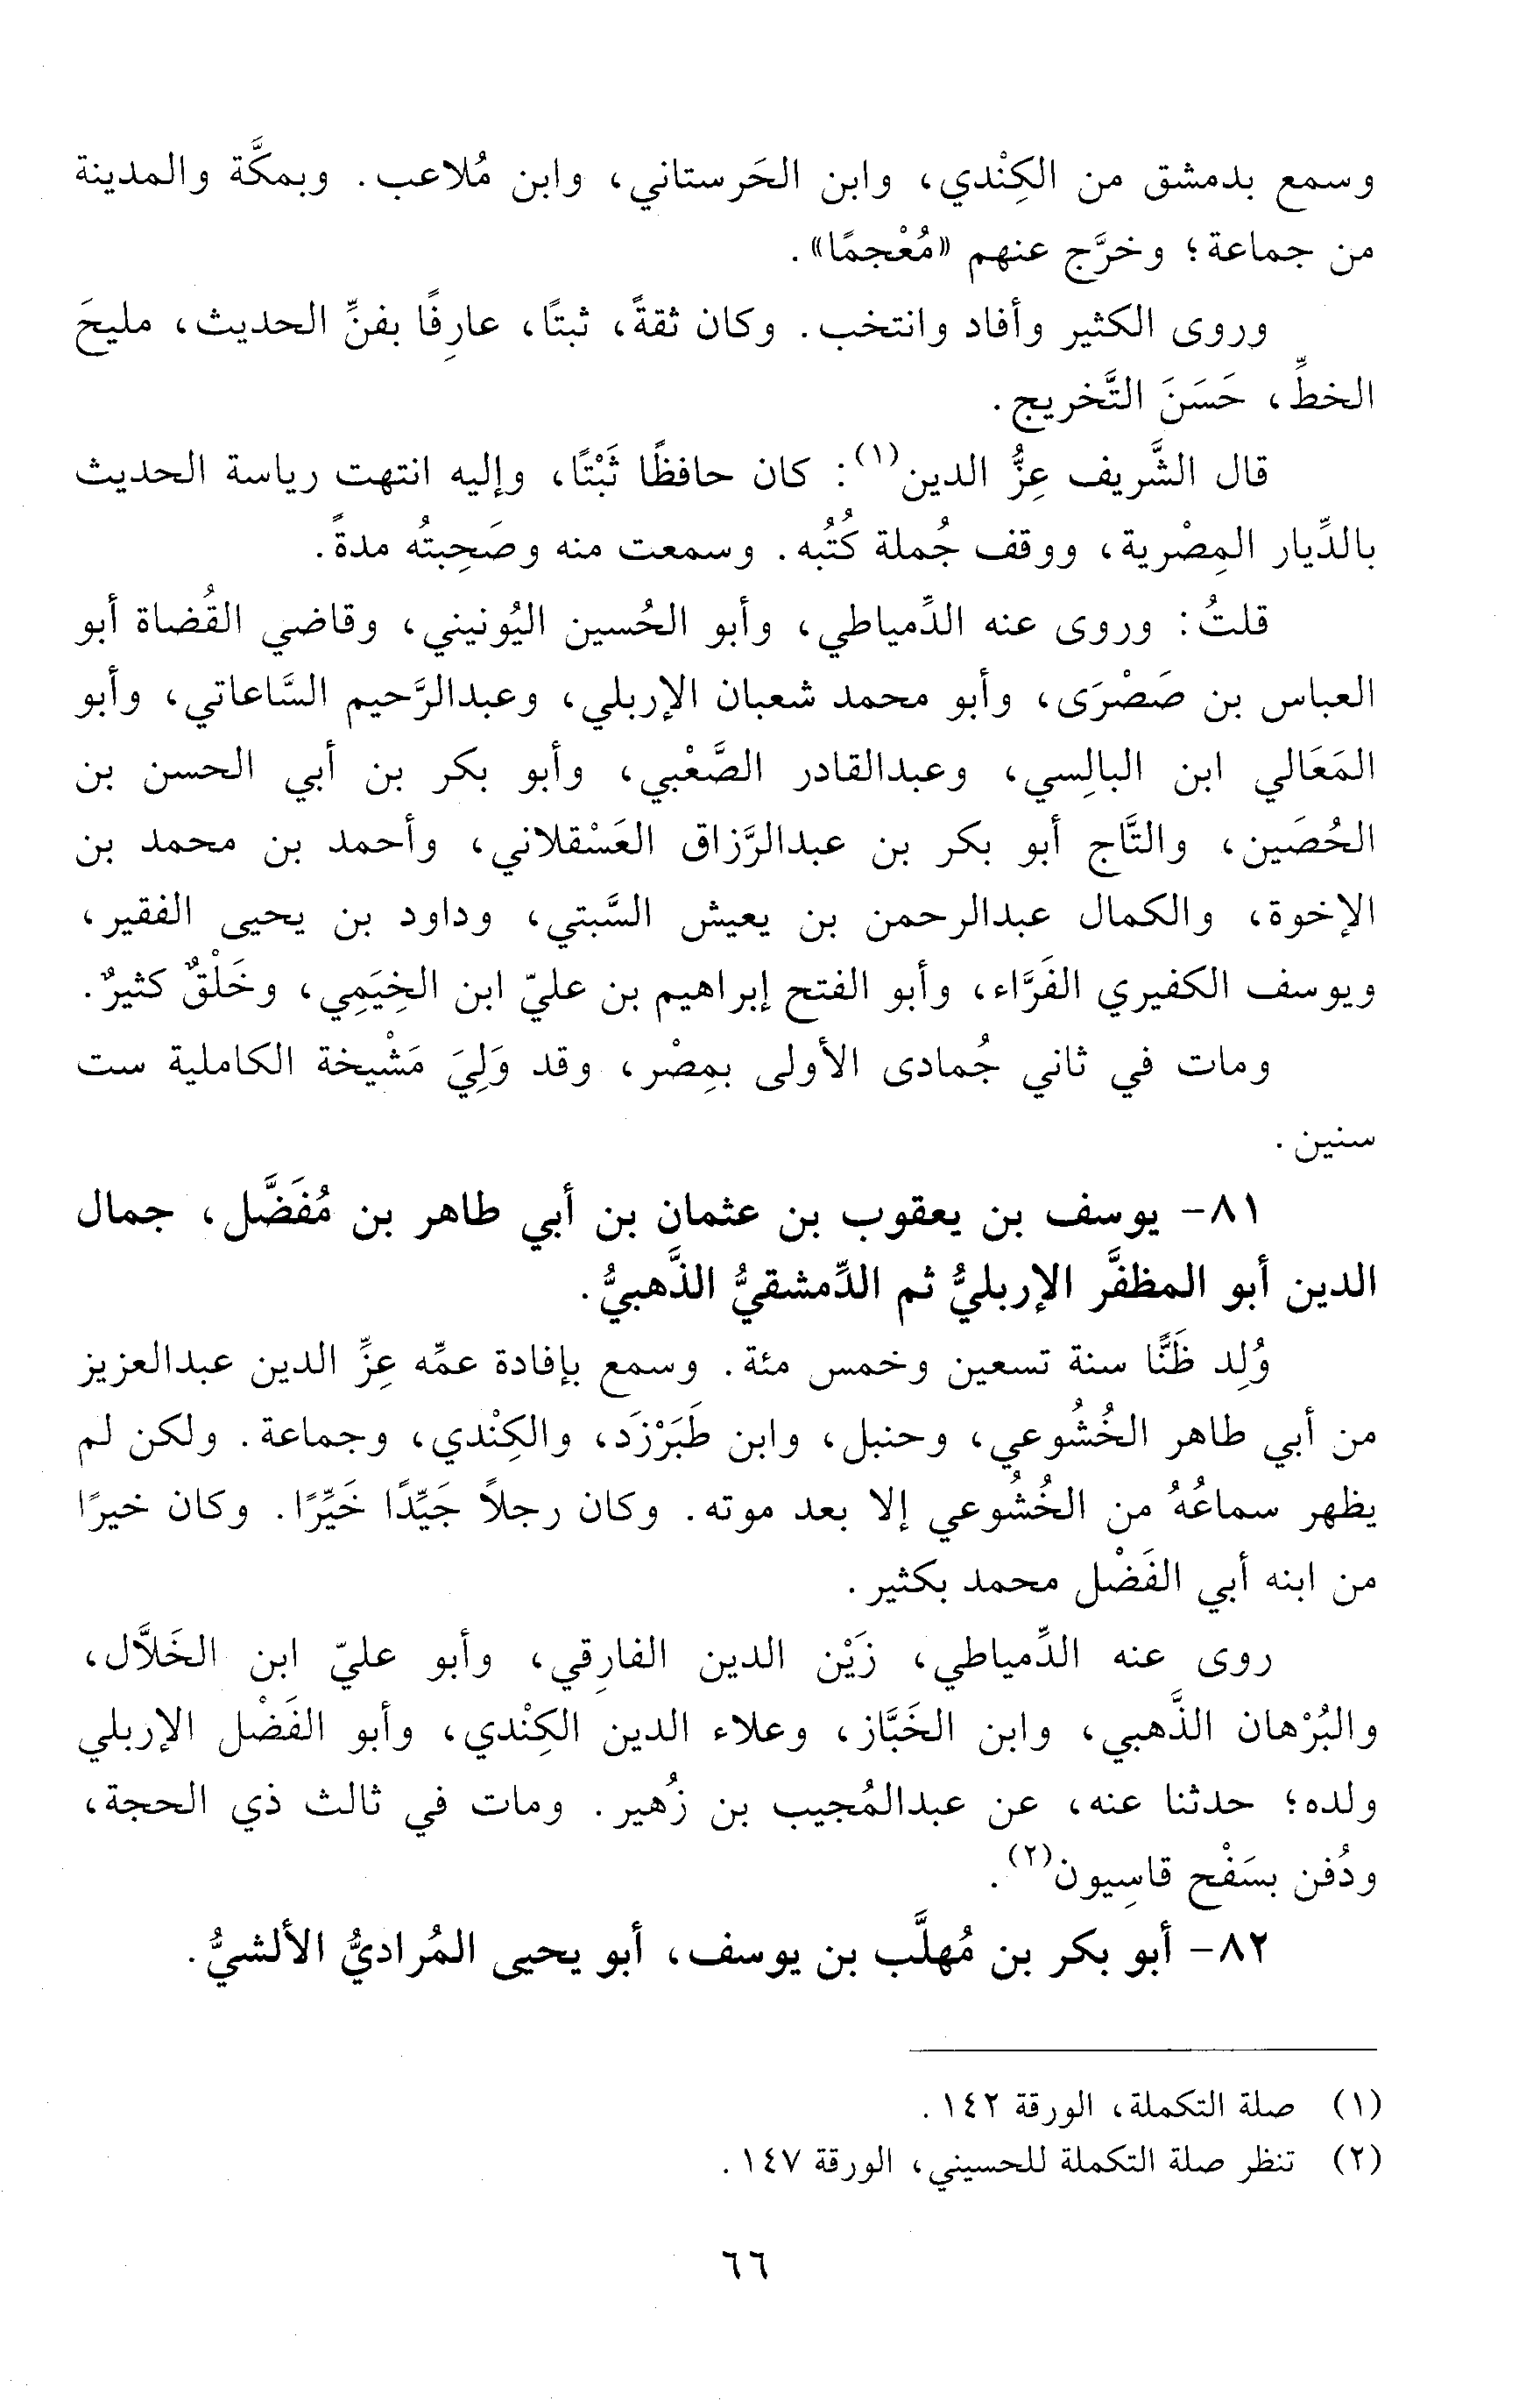 وسمع بدمشق من الكِنْدي، وابن الحَرستاني، وابن مُلاعب. وبمكَّة والمدينة
من جماعة؛ وخرَّج عنهم «مُعْجمًا».
وروى الكثير وأفاد وانتخب. وكان ثقةً، ثبتًا، عارِفًا بفنِّ الحديث، مليحَ
الخطِّ، حَسَنَ التَّخريج.
قال الشَّريف عِزُّ الدين(١): كان حافظًا ثَبْتًا، وإليه انتهت رياسة الحديث
بالدِّيار المِصْرية، ووقف جُملة كُتُبه. وسمعت منه وصَحِبتُه مدةً.
قلتُ: وروى عنه الدِّمياطي، وأبو الحُسين اليُونيني، وقاضي القُضاة أبو
العباس بن صَصْرَى، وأبو محمد شعبان الإربلي، وعبدالرَّحيم السَّاعاتي، وأبو
المَعَالي ابن البالِسي، وعبدالقادر الصَّعْبي، وأبو بكر بن أبي الحسن بن
الحُصَين، والتَّاج أبو بكر بن عبدالرَّزاق العَسْقلاني، وأحمد بن محمد بن
الإخوة، والكمال عبدالرحمن بن يعيش السَّبتي، وداود بن يحيى الفقير،
ويوسف الكفيري الفَرَّاء، وأبو الفتح إبراهيم بن عليّ ابن الخِيَمِي، وخَلْقٌ كثيرٌ.
ومات في ثاني جُمادى الأولى بمِصْر، وقد وَلِيَ مَشْيخة الكاملية ست
سنين.
٨١- يوسف بن يعقوب بن عثمان بن أبي طاهر بن مُفَضَّل، جمال
الدين أبو المظفَّر الإربليُّ ثم الدِّمشقيُّ الذَّهبيُّ.
وُلِد ظَنًّا سنة تسعين وخمس مئة. وسمع بإفادة عمِّه عِزِّ الدين عبدالعزيز
من أبي طاهر الخُشُوعي، وحنبل، وابن طَبَرْزَد، والكِنْدي، وجماعة. ولكن لم
يظهر سماعُهُ من الخُشُوعي إلا بعد موته. وكان رجلاً جَيِّدًا خَيِّرًا. وكان خيرًا
من ابنه أبي الفَضْل محمد بكثير.
روى عنه الدِّمياطي، زَيْن الدين الفارِقي، وأبو عليّ ابن الخَلاَّل،
والبُرْهان الذَّهبي، وابن الخَبَّاز، وعلاء الدين الكِنْدي، وأبو الفَضْل الإربلي
ولده؛ حدثنا عنه، عن عبدالمُجيب بن زُهير. ومات في ثالث ذي الحجة،
ودُفن بسَفْح قاسِيون(٢).
٨٢- أبو بكر بن مُهلَّب بن يوسف، أبو يحيى المُراديُّ الألشيُّ.
(١) صلة التكملة، الورقة ١٤٢.
(٢) تنظر صلة التكملة للحسيني، الورقة ١٤٧.
٦٦